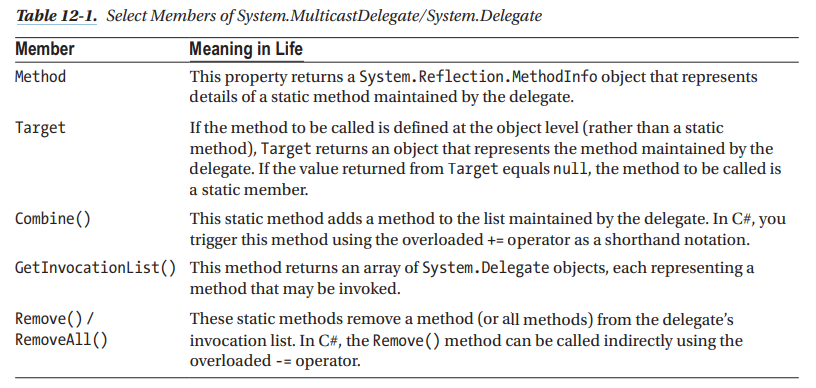 Table 12-1. Select Members of System.MulticastDelegate/System.Delegate
Member Meaning in Life
Method This property returns a System.Reflection.MethodInfo object that represents
details of a static method maintained by the delegate.
Target If the method to be called is defined at the object level (rather than a static
method), Target returns an object that represents the method maintained by the
delegate. If the value returned from Target equals null, the method to be called is
a static member.
Combine() This static method adds a method to the list maintained by the delegate. In C#, you
trigger this method using the overloaded += operator as a shorthand notation.
GetInvocationList() This method returns an array of System.Delegate objects, each representing a
method that may be invoked.
Remove() / These static methods remove a method (or all methods) from the delegate’s
RemoveAll() invocation list. In C#, the Remove() method can be called indirectly using the
overloaded -= operator.